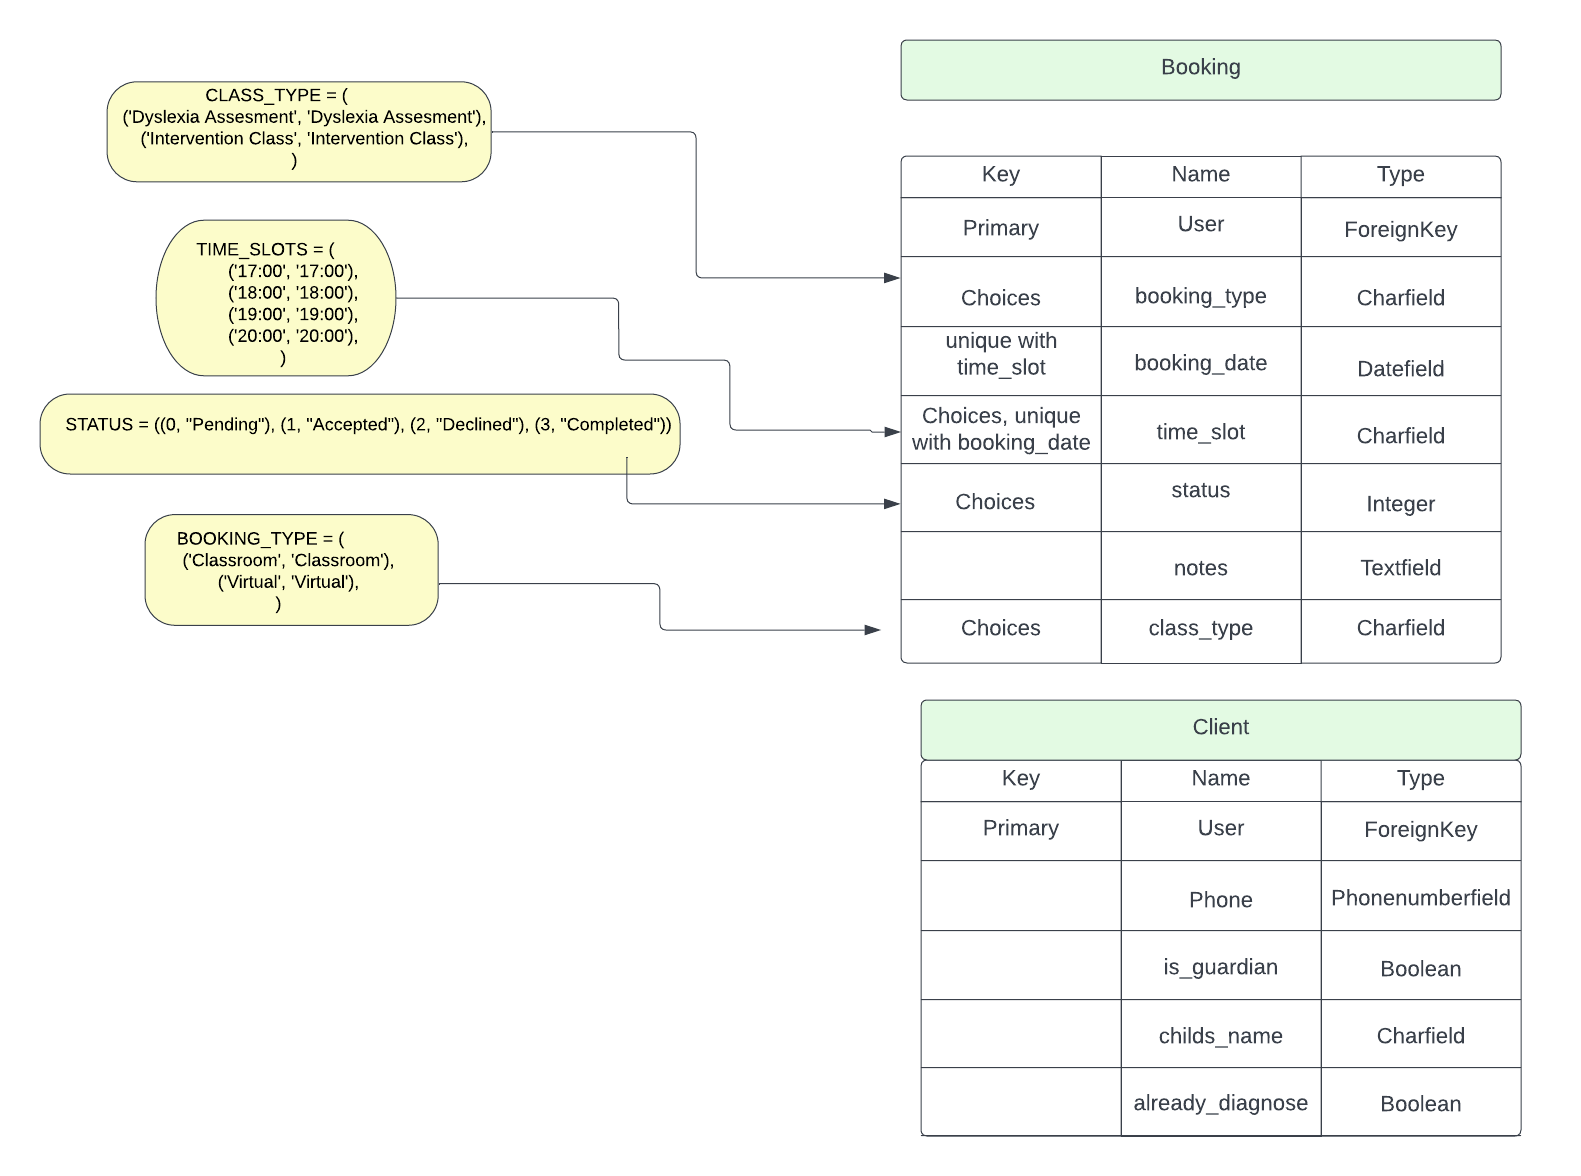 CLASS_TYPE = (
('Dyslexia Assesment', 'Dyslexia Assesment'),
('Intervention Class', 'Intervention Class'),
)
TIME_SLOTS = (
('17:00', '17:00'),
('18:00', '18:00'),
('19:00', '19:00'),
('20:00', '20:00'),
)
STATUS = ((0, "Pending"), (1, "Accepted"), (2, "Declined"), (3, "Completed"))
BOOKING_TYPE = (
('Classroom', 'Classroom'),
('Virtual', 'Virtual'),
)
Booking
Key Name Type
Primary User ForeignKey
Choices booking_type Charfield
unique with
time_slot booking_date Datefield
Choices, unique
with booking_date time_slot Charfield
Choices status Integer
notes Textfield
Choices class_type Charfield
Client
Key Name Type
Primary User ForeignKey
Phone Phonenumberfield
is_guardian Boolean
childs_name Charfield
already_diagnose Boolean